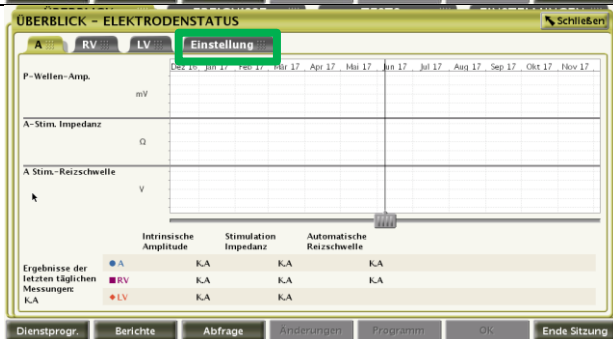 ÜBERBLICK – ELEKTRODENSTATUS
Schließen
A RV LV Einstellung
Dez 16 Jan 17 Feb 17 Mär 17 Apr 17 Mai 17 Jun 17 Jul 17 Aug 17 Sep 17 Okt 17 Nov 17
P-Wellen-Amp.
mV
A-Stim. Impedanz
Ω
A Stim.-Reizschwelle
V
Intrinsische Amplitude
Stimulation Impedanz
Automatische Reizschwelle
Ergebnisse der
letzten täglichen
Messungen:
K.A
A K.A K.A K.A
RV K.A K.A K.A
LV K.A K.A
Dienstprogr. Berichte Abfrage Änderungen Programm OK Ende Sitzung